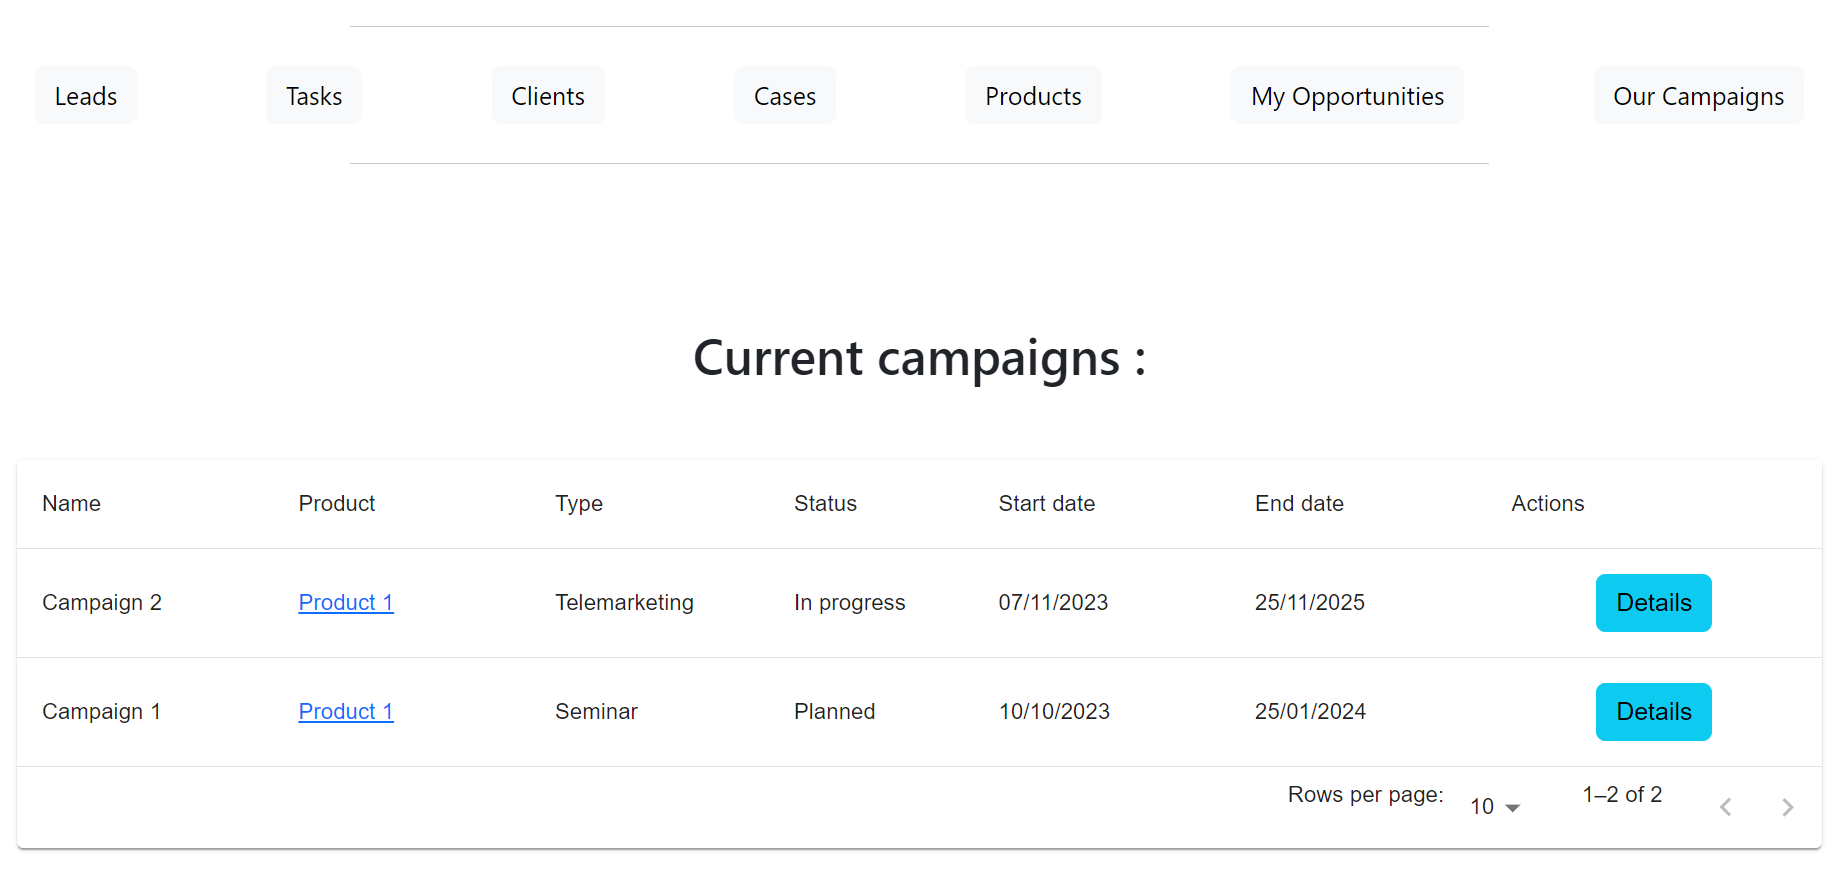 Leads Tasks Clients Cases Products My Opportunities Our Campaigns
Current campaigns :
Name Product Type Status Start date End date Actions
Campaign 2 Product 1 Telemarketing In progress 07/11/2023 25/11/2025 Details
Campaign 1 Product 1 Seminar Planned 10/10/2023 25/01/2024 Details
Rows per page: 10 1–2 of 2